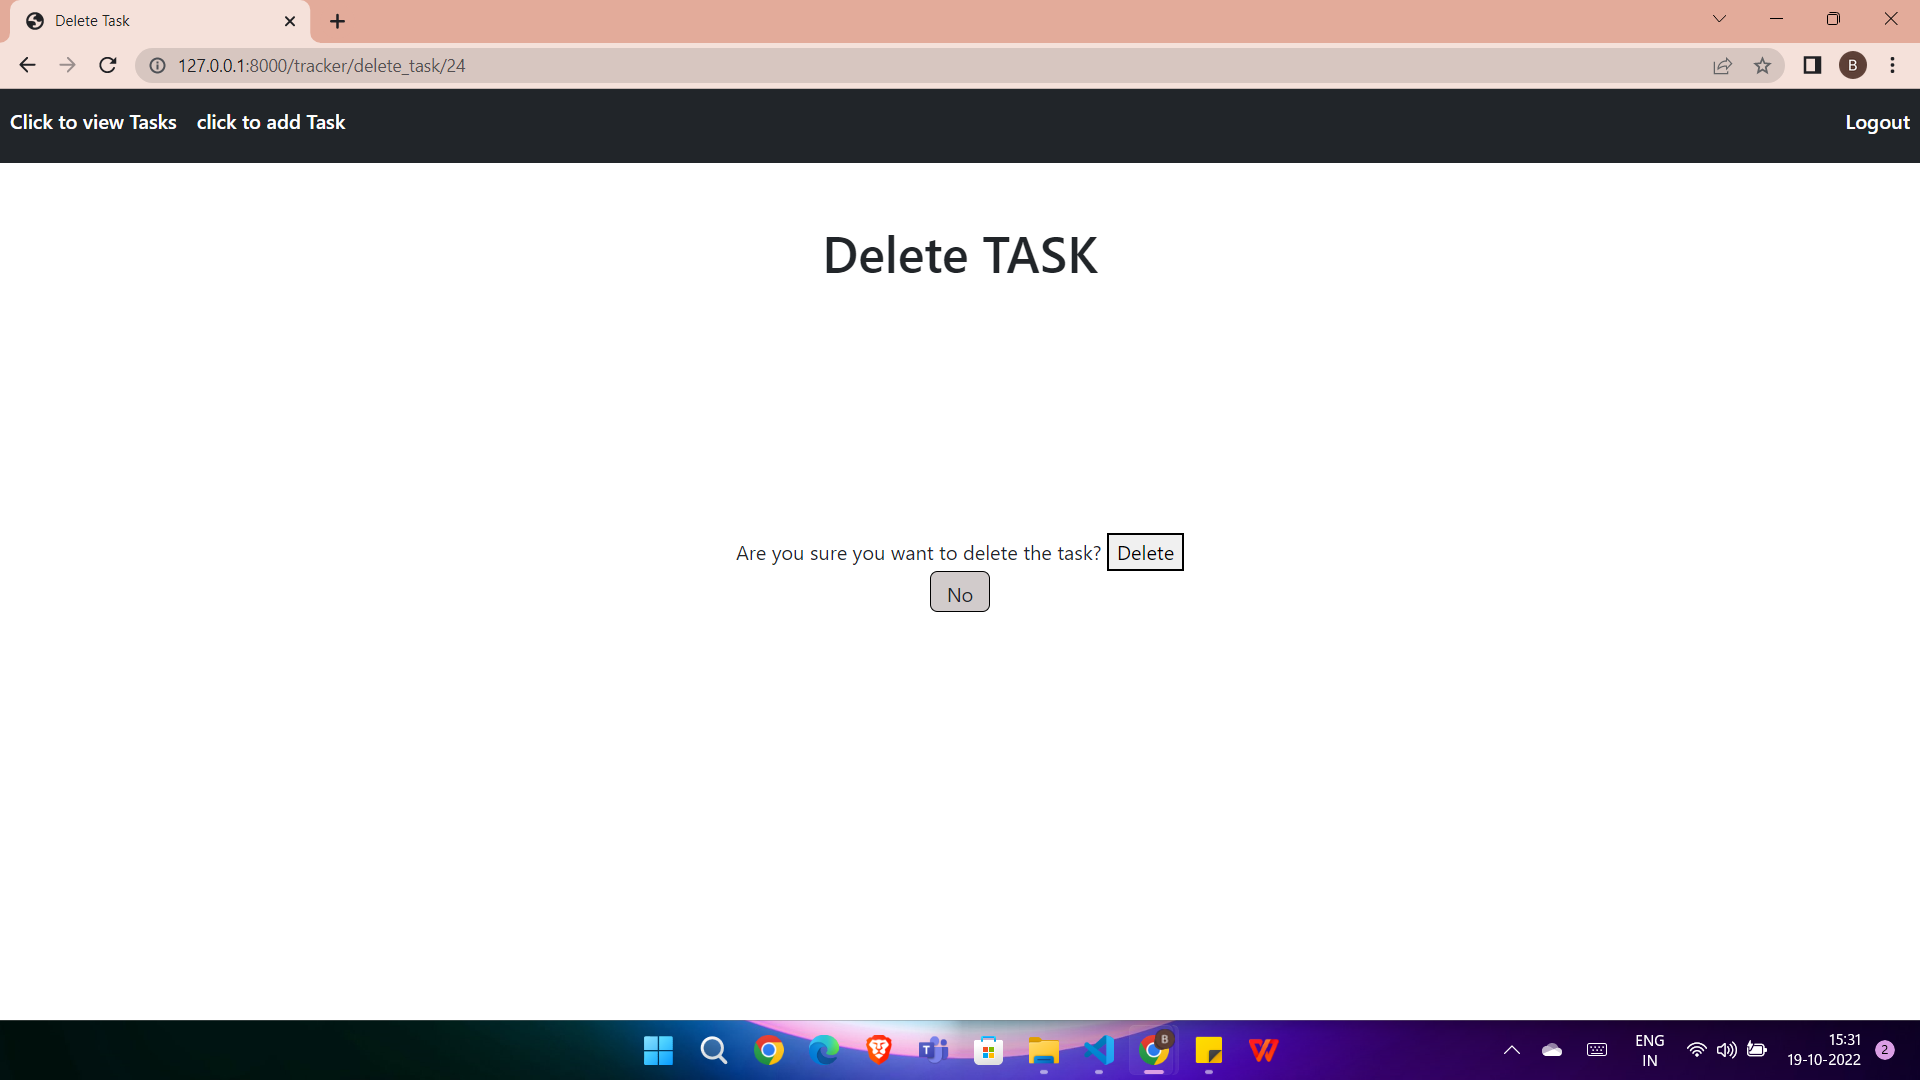 Delete Task
127.0.0.1:8000/tracker/delete_task/24
B
Click to view Tasks click to add Task Logout
Delete TASK
Are you sure you want to delete the task? Delete
No
B
ENG
IN
15:31
19-10-2022
2